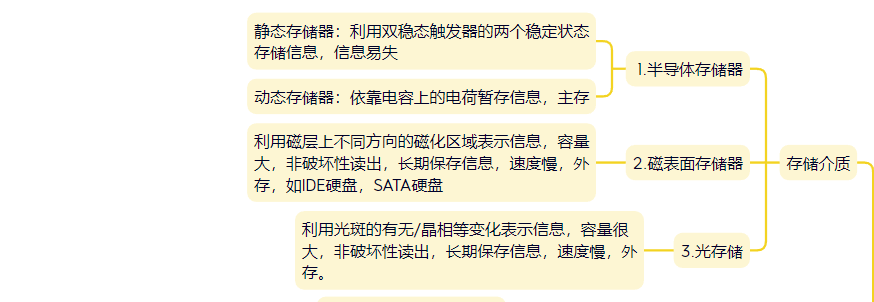 静态存储器：利用双稳态触发器的两个稳定状态
存储信息，信息易失
1.半导体存储器
动态存储器：依靠电容上的电荷暂存信息，主存
利用磁层上不同方向的磁化区域表示信息，容量
大，非破坏性读出，长期保存信息，速度慢，外
存，如IDE硬盘，SATA硬盘
2.磁表面存储器
存储介质
利用光斑的有无/晶相等变化表示信息，容量很
大，非破坏性读出，长期保存信息，速度慢，外
存。
3.光存储